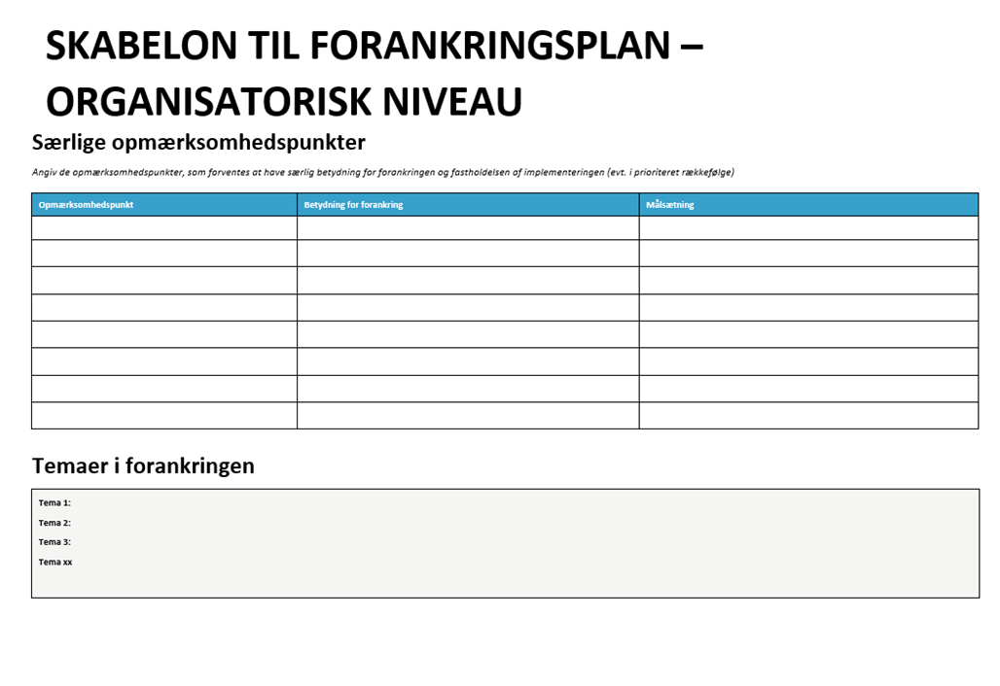 SKABELON TIL FORANKRINGSPLAN –
ORGANISATORISK NIVEAU
Særlige opmærksomhedspunkter
Angiv de opmærksomhedspunkter, som forventes at have særlig betydning for forankringen og fastholdelsen af implementeringen (evt. i prioriteret rækkefølge)
Opmærksomhedspunkt Betydning for forankring Målsætning
Temaer i forankringen
Tema 1:
Tema 2:
Tema 3:
Tema xx